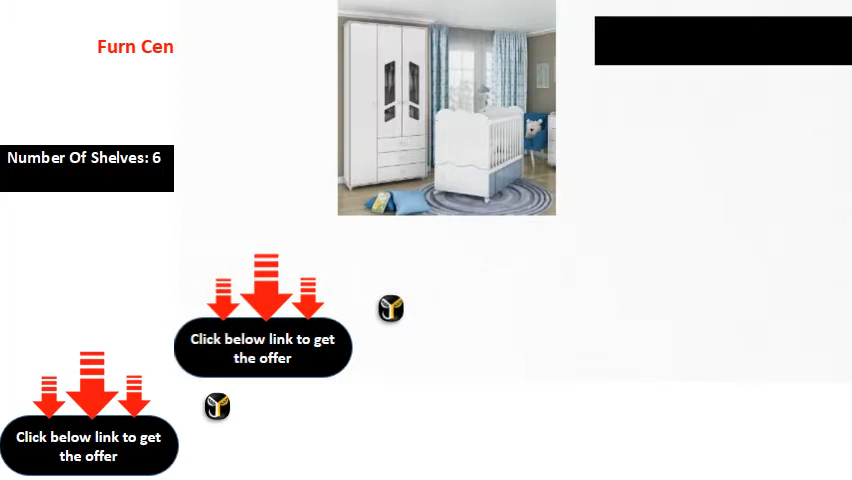 Furn Cen
Number Of Shelves: 6
Click below link to get
the offer
Click below link to get
the offer